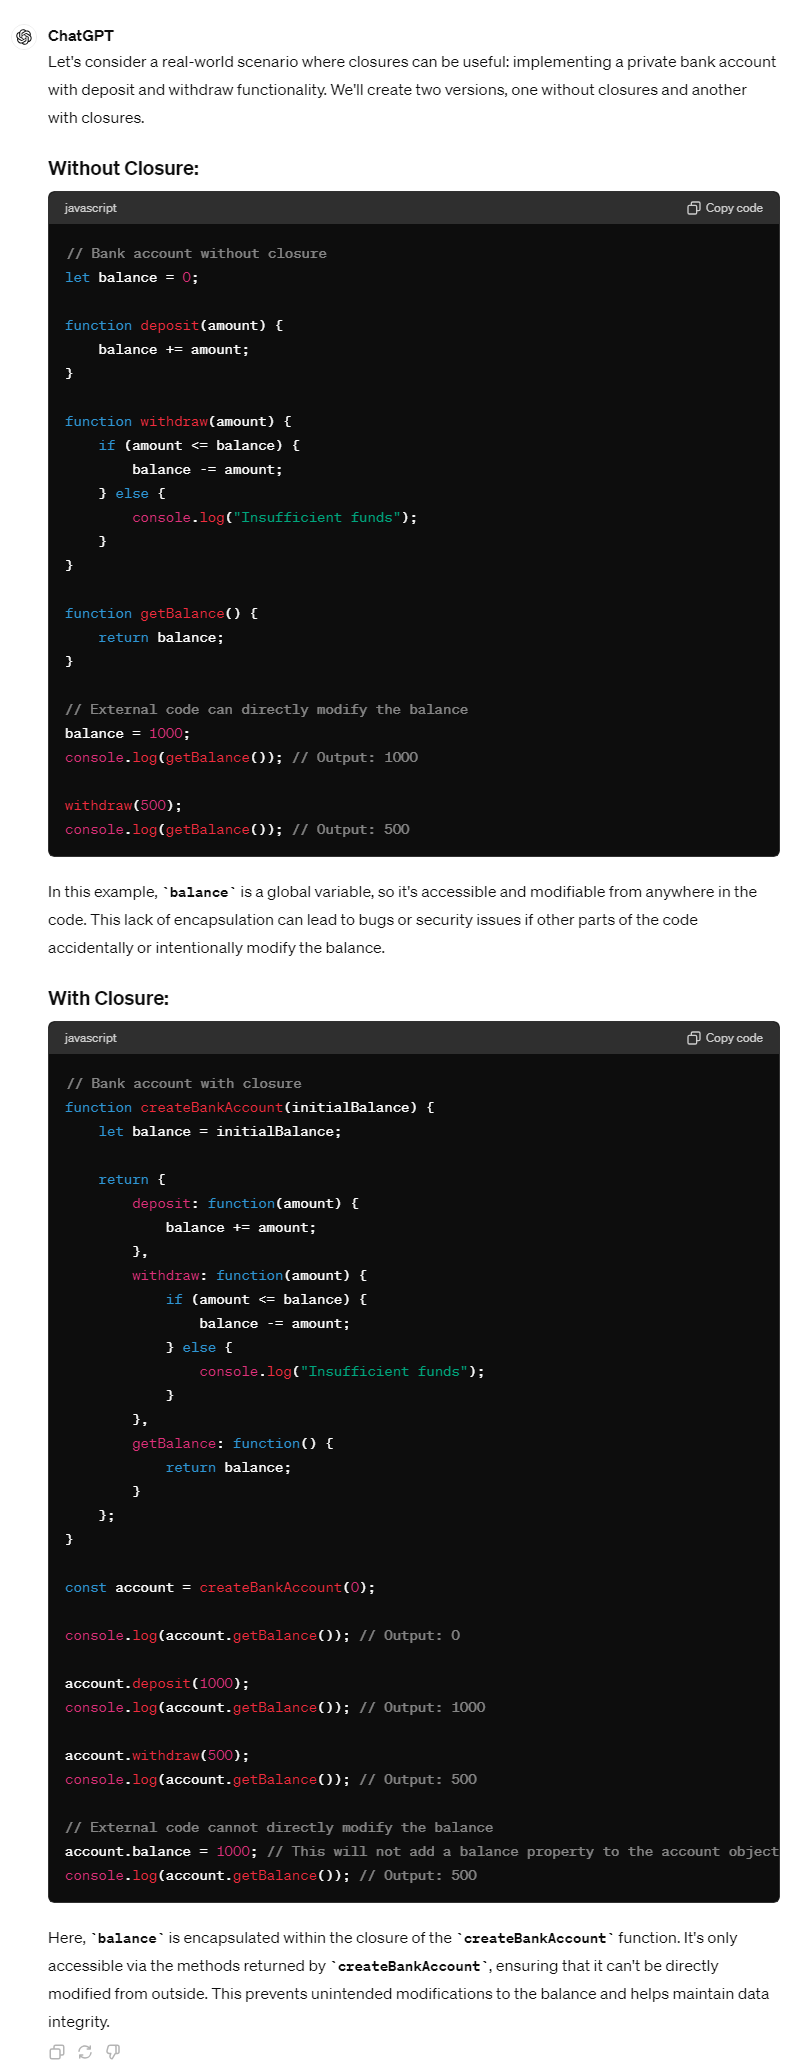 ChatGPT
Let's consider a real-world scenario where closures can be useful: implementing a private bank account
with deposit and withdraw functionality. We'll create two versions, one without closures and another
with closures.
Without Closure:
javascript
Copy code
// Bank account without closure
let balance = 0;
function deposit(amount) {
    balance += amount;
}
function withdraw(amount) {
    if (amount <= balance) {
        balance -= amount;
    } else {
        console.log("Insufficient funds");
    }
}
function getBalance() {
    return balance;
}
// External code can directly modify the balance
balance = 1000;
console.log(getBalance()); // Output: 1000
withdraw(500);
console.log(getBalance()); // Output: 500
In this example, `balance` is a global variable, so it's accessible and modifiable from anywhere in the
code. This lack of encapsulation can lead to bugs or security issues if other parts of the code
accidentally or intentionally modify the balance.
With Closure:
javascript
Copy code
// Bank account with closure
function createBankAccount(initialBalance) {
    let balance = initialBalance;
    return {
        deposit: function(amount) {
            balance += amount;
        },
        withdraw: function(amount) {
            if (amount <= balance) {
                balance -= amount;
            } else {
                console.log("Insufficient funds");
            }
        },
        getBalance: function() {
            return balance;
        }
    };
}
const account = createBankAccount(0);
console.log(account.getBalance()); // Output: 0
account.deposit(1000);
console.log(account.getBalance()); // Output: 1000
account.withdraw(500);
console.log(account.getBalance()); // Output: 500
// External code cannot directly modify the balance
account.balance = 1000; // This will not add a balance property to the account object
console.log(account.getBalance()); // Output: 500
Here, `balance` is encapsulated within the closure of the `createBankAccount` function. It's only
accessible via the methods returned by `createBankAccount`, ensuring that it can't be directly
modified from outside. This prevents unintended modifications to the balance and helps maintain data
integrity.